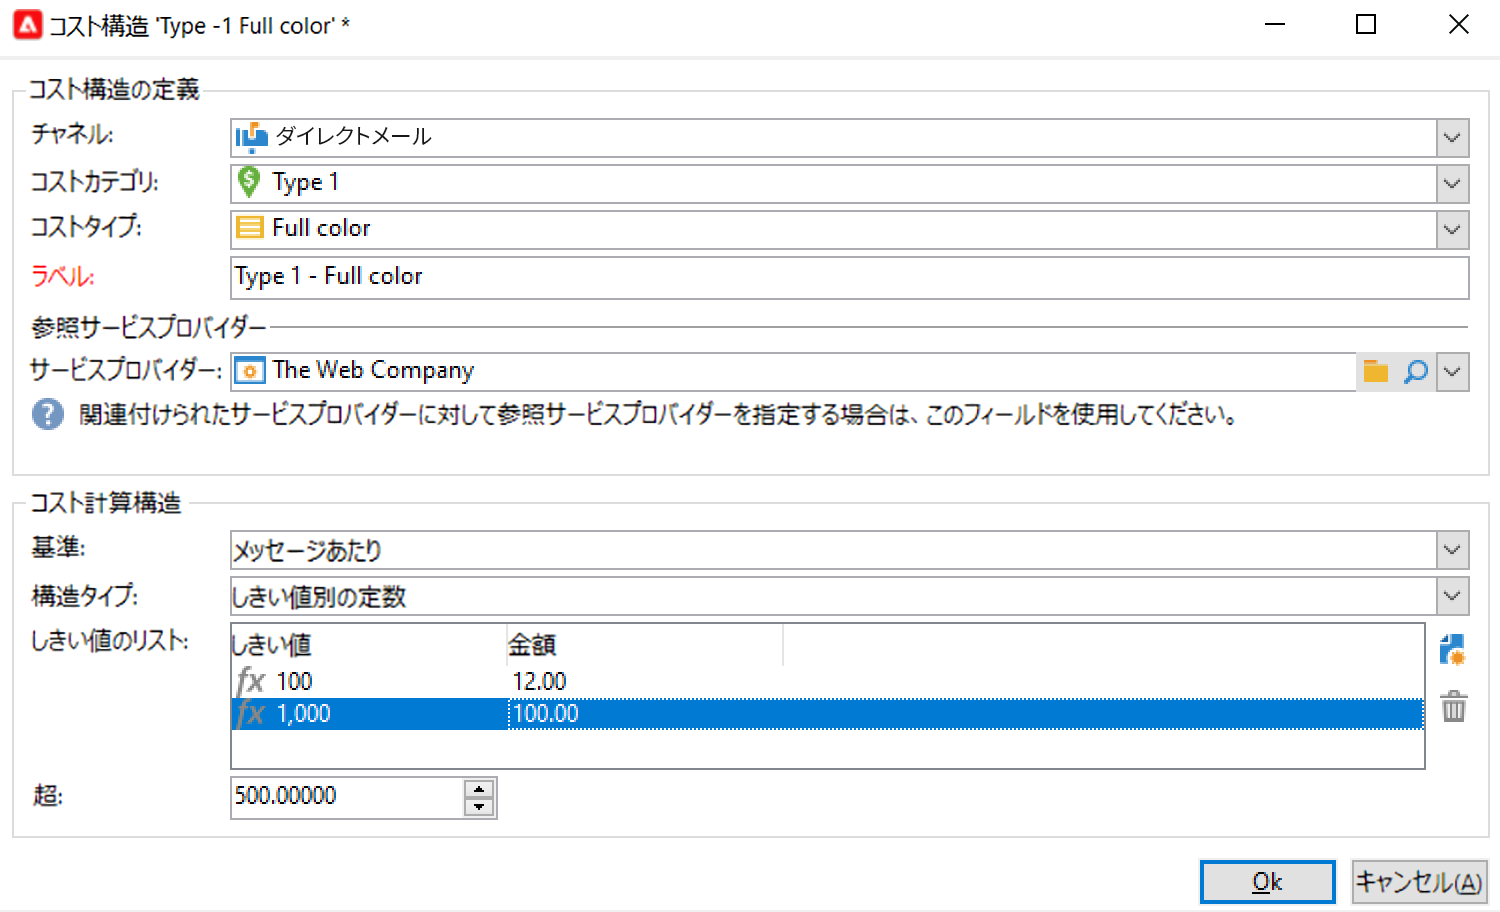 コスト構造 'Type -1 Full color' *
コスト構造の定義
チャネル: ダイレクトメール
コストカテゴリ: Type 1
コストタイプ: Full color
ラベル: Type 1 - Full color
参照サービスプロバイダー
サービスプロバイダー: The Web Company
関連付けられたサービスプロバイダーに対して参照サービスプロバイダーを指定する場合は、このフィールドを使用してください。
コスト計算構造
基準: メッセージあたり
構造タイプ: しきい値別の定数
しきい値のリスト: しきい値 金額
fx 100 12.00
fx 1,000 100.00
超: 500.00000
Ok キャンセル(A)